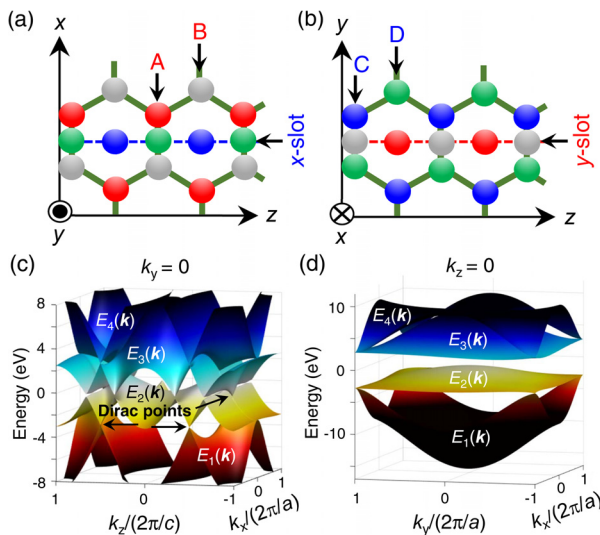 (a)
x
A
B
x-slot
y
z
(b)
y
C
D
y-slot
x
z
(c)
k_y = 0
Energy (eV)
8
4
0
-4
-8
E_4(k)
E_3(k)
E_2(k)
Dirac points
E_1(k)
1
0
-1
k_z/(2π/c)
-1
0
1
k_x/(2π/a)
(d)
k_z = 0
Energy (eV)
10
0
-10
E_4(k)
E_3(k)
E_2(k)
E_1(k)
1
0
-1
k_y/(2π/a)
0
1
k_x/(2π/a)